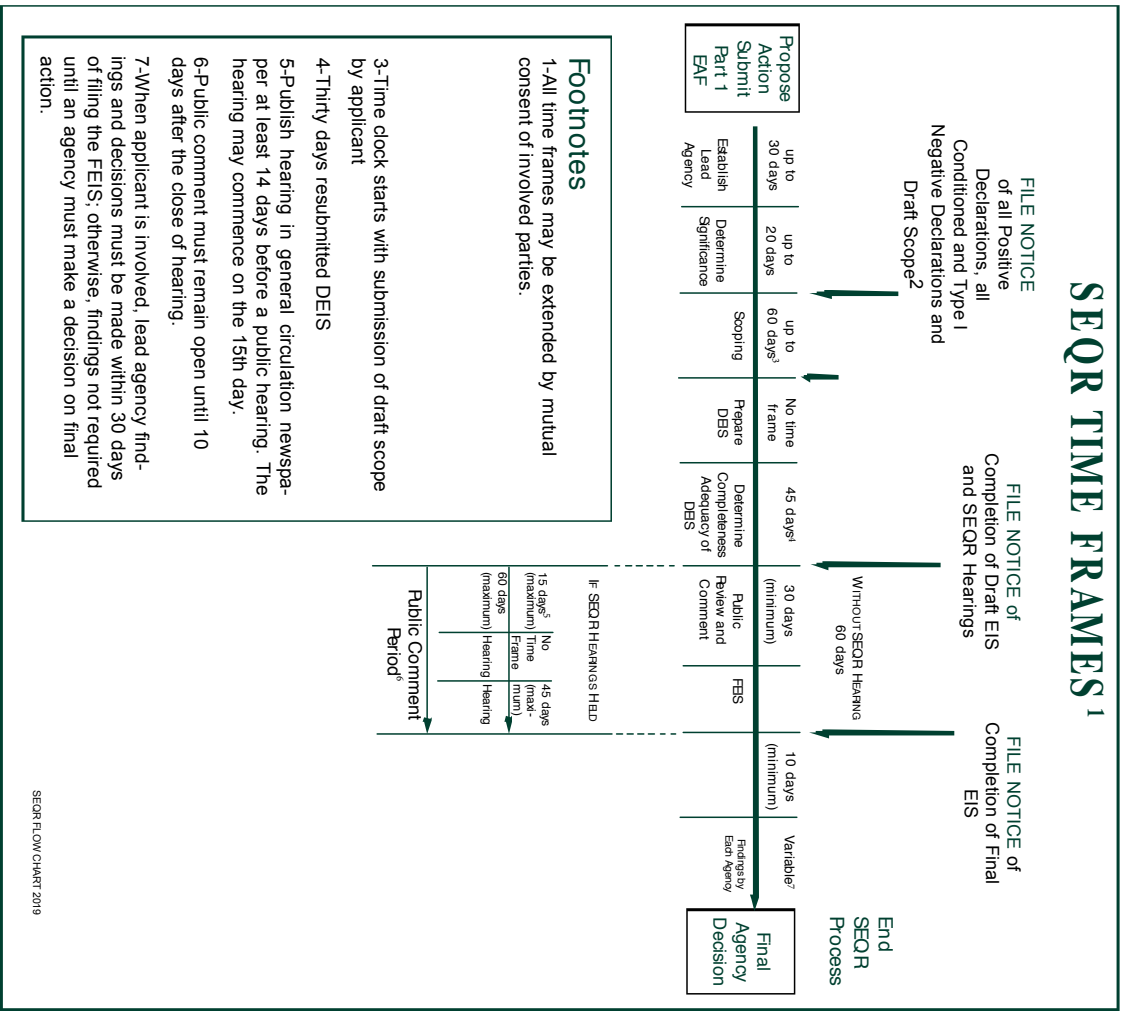 SEQR TIME FRAMES 1
FILE NOTICE
of all Positive
Declarations, all
Conditioned and Type I
Negative Declarations and
Draft Scope2
FILE NOTICE of
Completion of Draft EIS
and SEQR Hearings
FILE NOTICE of
Completion of Final
EIS
End
SEQR
Process
WITHOUT SEQR HEARING
60 days
Propose
Action
Submit
Part 1
EAF
up to
30 days
Establish
Lead
Agency
up to
20 days
Determine
Significance
up to
60 days3
Scoping
No time
frame
Prepare
DEIS
45 days4
Determine
Completeness
Adequacy of
DEIS
30 days
(minimum)
Public
Review and
Comment
FEIS
10 days
(minimum)
Variable7
Findings by
Each Agency
Final
Agency
Decision
IF SEQR HEARINGS HELD
15 days5
(maximum)
No
Time
Frame
45 days
(maxi-
mum)
60 days
(maximum)
Hearing
Hearing
Public Comment
Period6
Footnotes
1-All time frames may be extended by mutual
consent of involved parties.
3-Time clock starts with submission of draft scope
by applicant
4-Thirty days resubmitted DEIS
5-Publish hearing in general circulation newspa-
per at least 14 days before a public hearing. The
hearing may commence on the 15th day.
6-Public comment must remain open until 10
days after the close of hearing.
7-When applicant is involved, lead agency find-
ings and decisions must be made within 30 days
of filing the FEIS; otherwise, findings not required
until an agency must make a decision on final
action.
SEQR FLOW CHART 2019